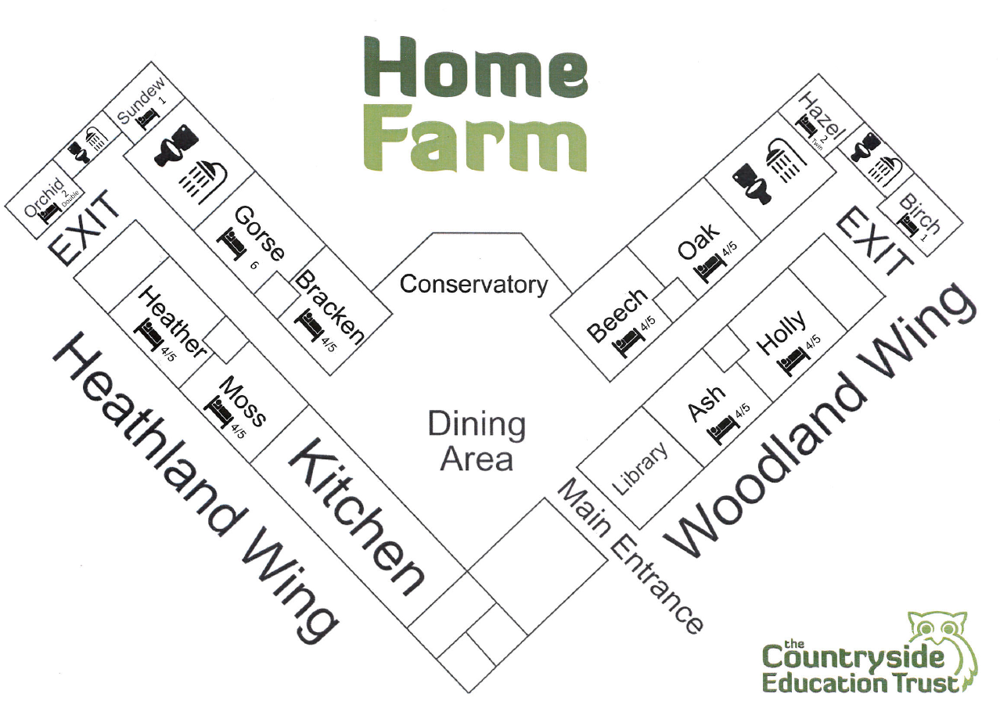 Home
Farm
Sundew
1
Orchid
2
Double
EXIT
Gorse
6
Bracken
4/5
Heather
4/5
Moss
4/5
Kitchen
Heathland Wing
Conservatory
Dining
Area
Hazel
2
Twin
Birch
1
EXIT
Oak
4/5
Beech
4/5
Holly
4/5
Ash
4/5
Library
Main Entrance
Woodland Wing
the
Countryside
Education Trust